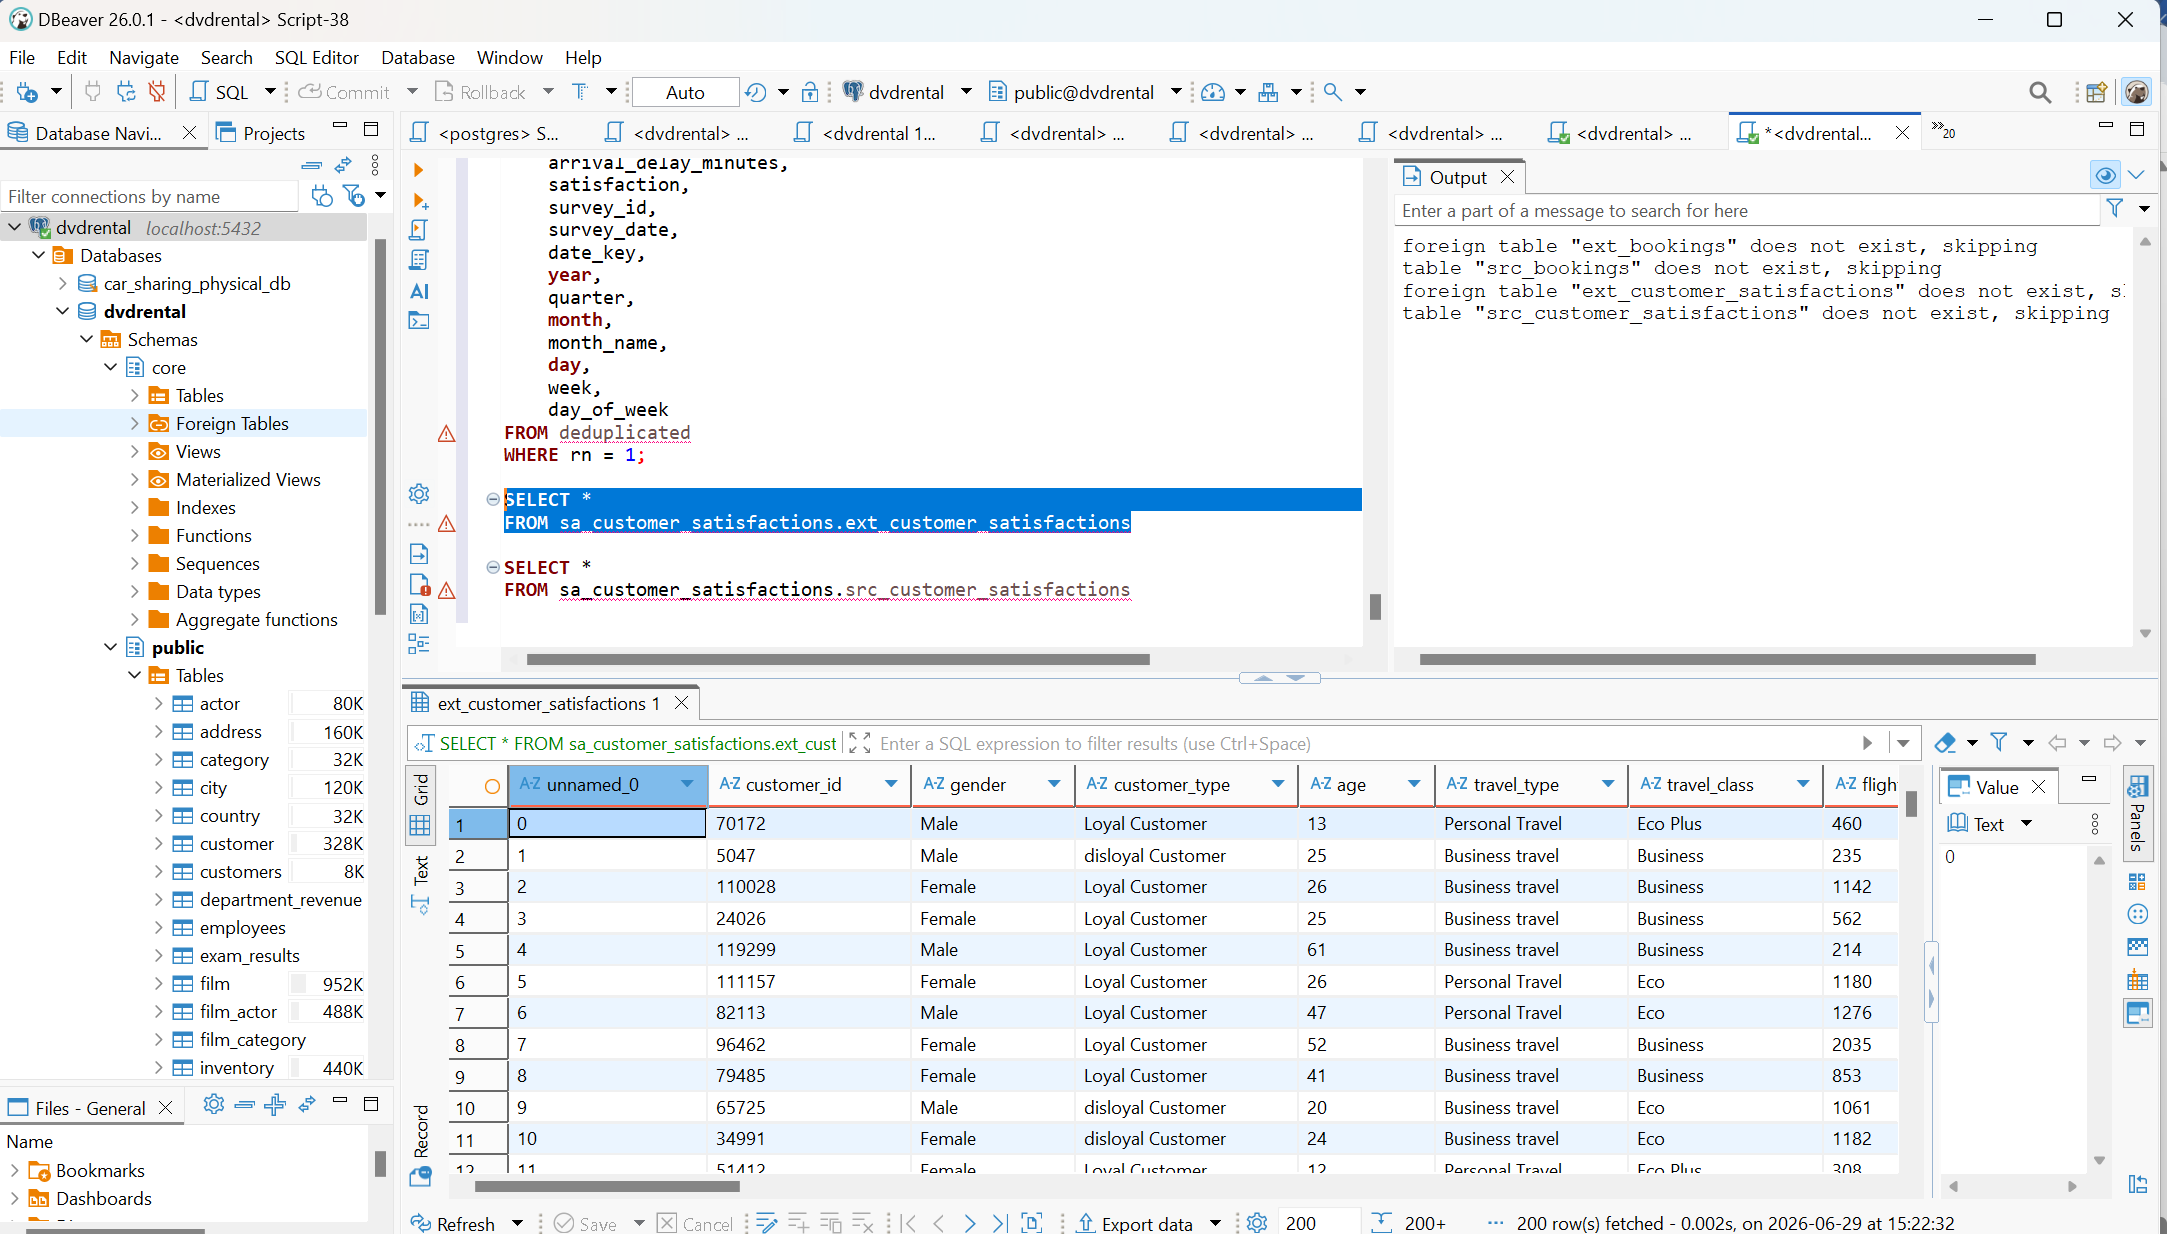 DBeaver 26.0.1 - <dvdrental> Script-38
File Edit Navigate Search SQL Editor Database Window Help
SQL Commit Rollback T Auto dvdrental public@dvdrental
Database Navi... Projects
Filter connections by name
dvdrental localhost:5432
Databases
car_sharing_physical_db
dvdrental
Schemas
core
Tables
Foreign Tables
Views
Materialized Views
Indexes
Functions
Sequences
Data types
Aggregate functions
public
Tables
actor 80K
address 160K
category 32K
city 120K
country 32K
customer 328K
customers 8K
department_revenue
employees
exam_results
film 952K
film_actor 488K
film_category
inventory 440K
Files - General
Name
Bookmarks
Dashboards
<postgres> S... <dvdrental> ... <dvdrental 1... <dvdrental> ... <dvdrental> ... <dvdrental> ... <dvdrental> ... *<dvdrental... »20
AI
arrival_delay_minutes,
satisfaction,
survey_id,
survey_date,
date_key,
year,
quarter,
month,
month_name,
day,
week,
day_of_week
FROM deduplicated
WHERE rn = 1;
SELECT *
FROM sa_customer_satisfactions.ext_customer_satisfactions
SELECT *
FROM sa_customer_satisfactions.src_customer_satisfactions
Output
Enter a part of a message to search for here
foreign table "ext_bookings" does not exist, skipping
table "src_bookings" does not exist, skipping
foreign table "ext_customer_satisfactions" does not exist,
table "src_customer_satisfactions" does not exist, skipping
ext_customer_satisfactions 1
SELECT * FROM sa_customer_satisfactions.ext_cust Enter a SQL expression to filter results (use Ctrl+Space)
Grid
Text
Record
A-Z unnamed_0 A-Z customer_id A-Z gender A-Z customer_type A-Z age A-Z travel_type A-Z travel_class A-Z fligh
1 0 70172 Male Loyal Customer 13 Personal Travel Eco Plus 460
2 1 5047 Male disloyal Customer 25 Business travel Business 235
3 2 110028 Female Loyal Customer 26 Business travel Business 1142
4 3 24026 Female Loyal Customer 25 Business travel Business 562
5 4 119299 Male Loyal Customer 61 Business travel Business 214
6 5 111157 Female Loyal Customer 26 Personal Travel Eco 1180
7 6 82113 Male Loyal Customer 47 Personal Travel Eco 1276
8 7 96462 Female Loyal Customer 52 Business travel Business 2035
9 8 79485 Female Loyal Customer 41 Business travel Business 853
10 9 65725 Male disloyal Customer 20 Business travel Eco 1061
11 10 34991 Female disloyal Customer 24 Business travel Eco 1182
12 11 51412 Female Loyal Customer 12 Personal Travel Eco Plus 308
Value
Text
0
Panels
Refresh Save Cancel Export data 200 200+ ... 200 row(s) fetched - 0.002s, on 2026-06-29 at 15:22:32